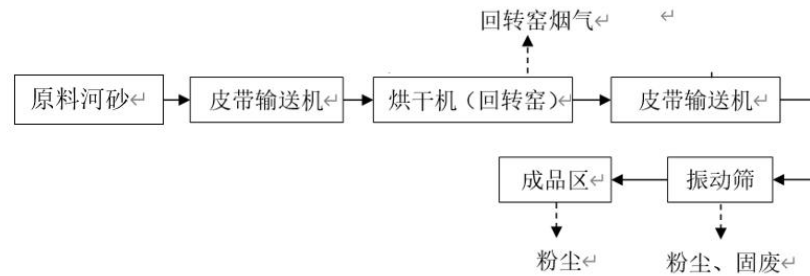 回转窑烟气
原料河砂
皮带输送机
烘干机（回转窑）
皮带输送机
成品区
振动筛
粉尘
粉尘、固废